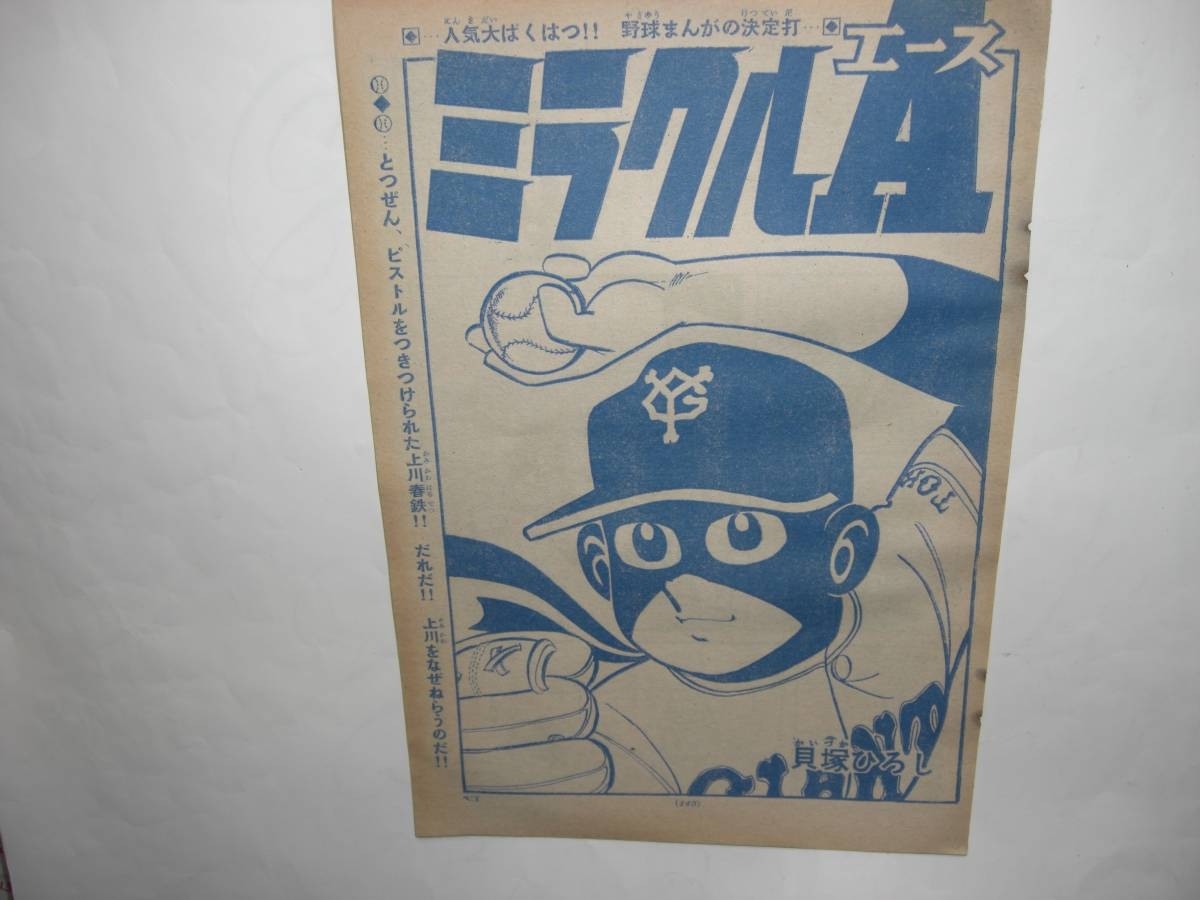 …人気大ばくはつ!! 野球まんがの決定打…
エース
ミラクルA
…とつぜん、ピストルをつきつけられた上川春鉄!! だれだ!! 上川をなぜねらうのだ!!
YG
TOK
GIANT
貝塚ひろし